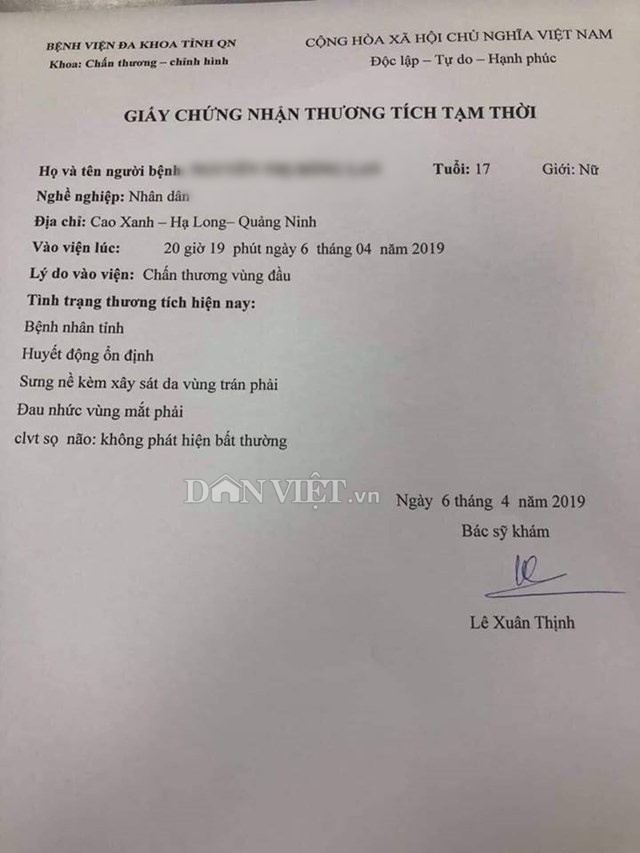 BỆNH VIỆN ĐA KHOA TỈNH QN
CỘNG HÒA XÃ HỘI CHỦ NGHĨA VIỆT NAM
Khoa: Chấn thương – chỉnh hình
Độc lập – Tự do – Hạnh phúc
GIẤY CHỨNG NHẬN THƯƠNG TÍCH TẠM THỜI
Họ và tên người bệnh Tuổi: 17 Giới: Nữ
Nghề nghiệp: Nhân dân
Địa chỉ: Cao Xanh – Hạ Long– Quảng Ninh
Vào viện lúc: 20 giờ 19 phút ngày 6 tháng 04 năm 2019
Lý do vào viện: Chấn thương vùng đầu
Tình trạng thương tích hiện nay:
Bệnh nhân tỉnh
Huyết động ổn định
Sưng nề kèm xây sát da vùng trán phải
Đau nhức vùng mắt phải
clvt sọ não: không phát hiện bất thường
DÂN VIỆT.vn
Ngày 6 tháng 4 năm 2019
Bác sỹ khám
Lê Xuân Thịnh